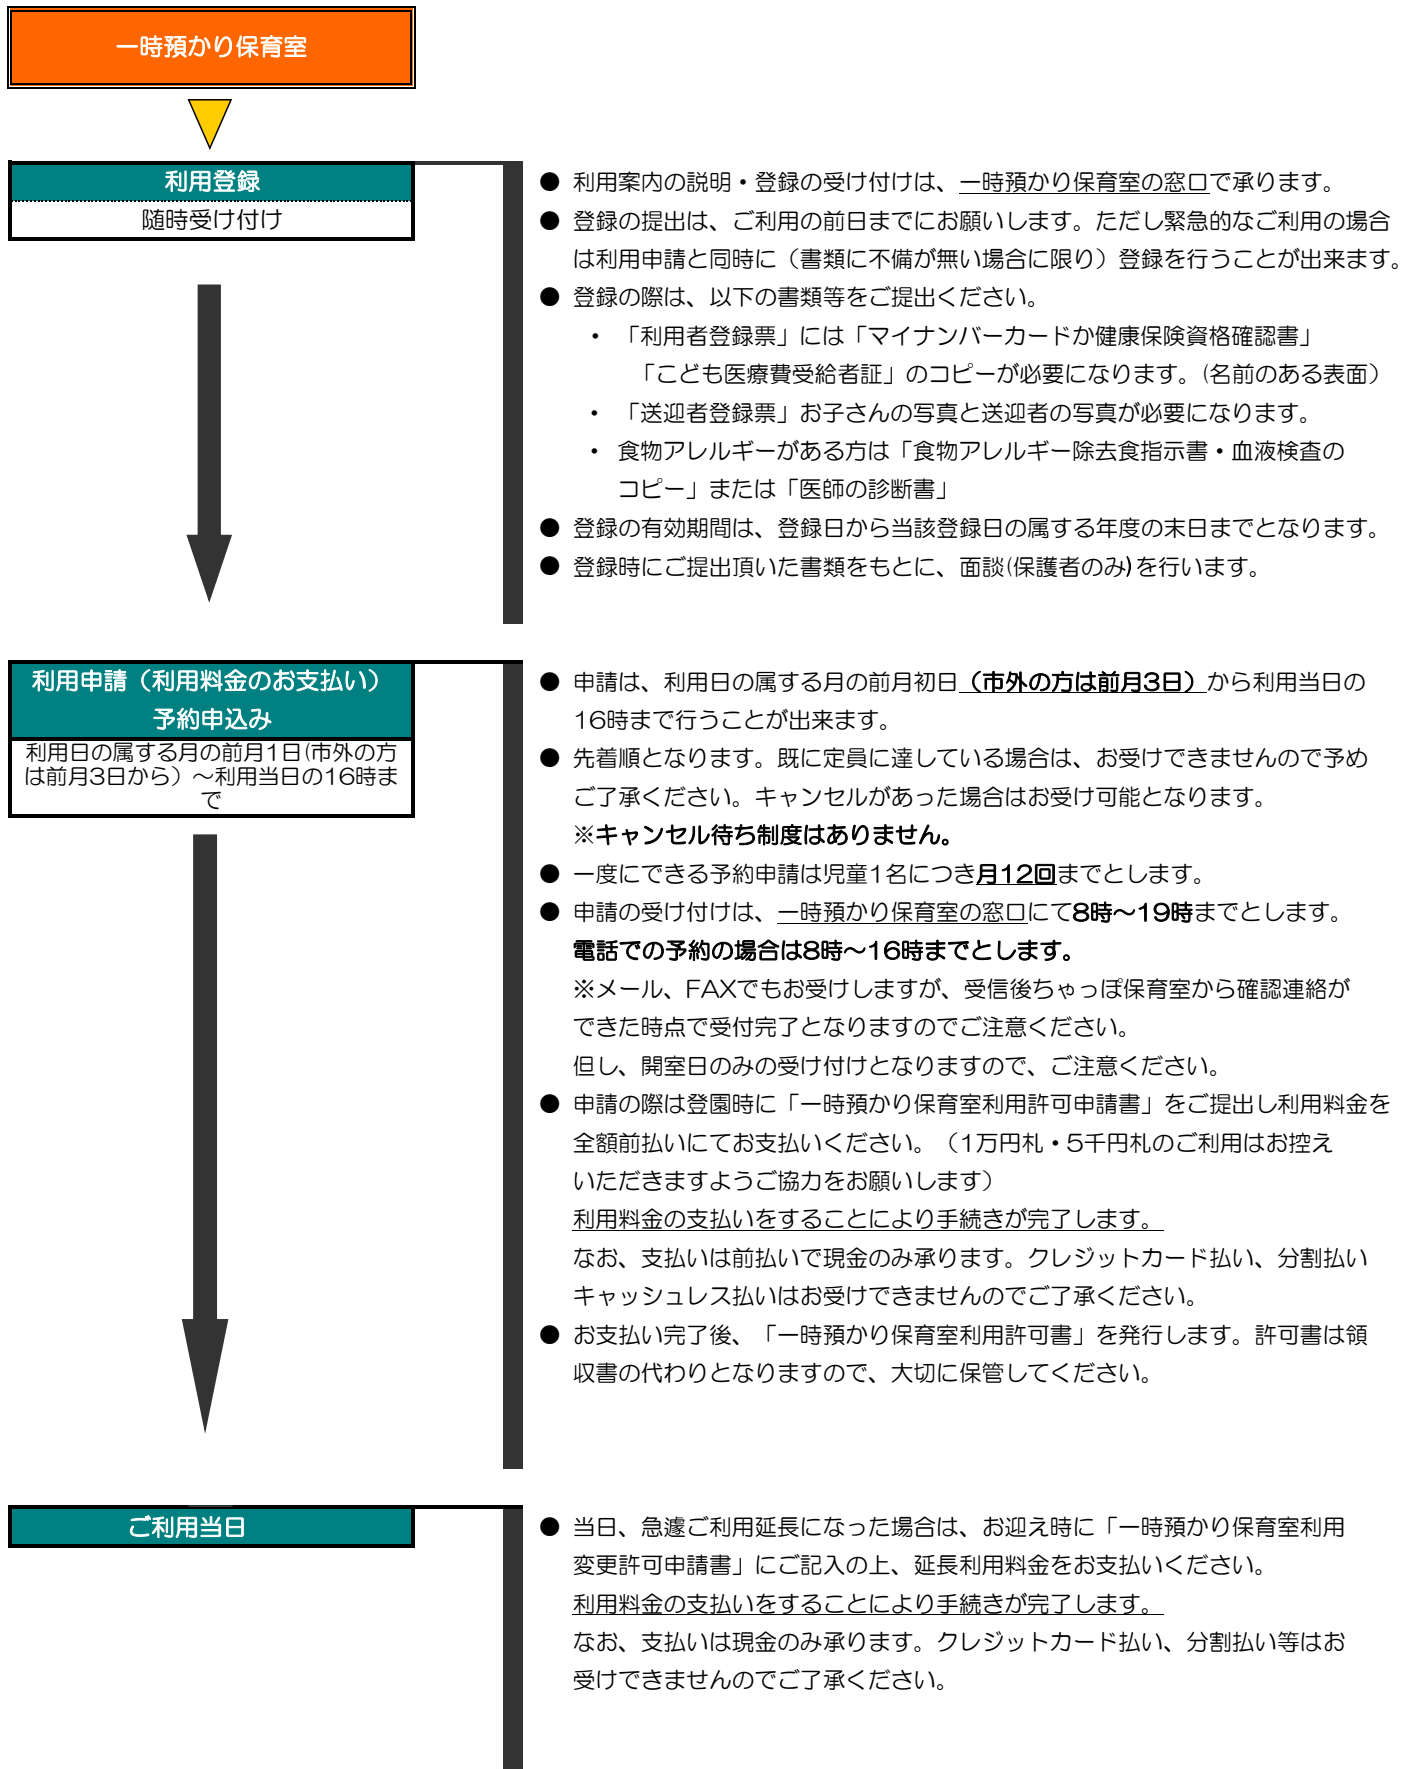 一時預かり保育室
利用登録
随時受け付け
● 利用案内の説明・登録の受け付けは、一時預かり保育室の窓口で承ります。
● 登録の提出は、ご利用の前日までにお願いします。ただし緊急的なご利用の場合
は利用申請と同時に（書類に不備が無い場合に限り）登録を行うことが出来ます。
● 登録の際は、以下の書類等をご提出ください。
・ 「利用者登録票」には「マイナンバーカードか健康保険資格確認書」
「こども医療費受給者証」のコピーが必要になります。(名前のある表面）
・ 「送迎者登録票」お子さんの写真と送迎者の写真が必要になります。
・ 食物アレルギーがある方は「食物アレルギー除去食指示書・血液検査の
コピー」または「医師の診断書」
● 登録の有効期間は、登録日から当該登録日の属する年度の末日までとなります。
● 登録時にご提出頂いた書類をもとに、面談(保護者のみ)を行います。
利用申請（利用料金のお支払い）
予約申込み
利用日の属する月の前月1日(市外の方
は前月3日から）～利用当日の16時ま
で
● 申請は、利用日の属する月の前月初日（市外の方は前月3日）から利用当日の
16時まで行うことが出来ます。
● 先着順となります。既に定員に達している場合は、お受けできませんので予め
ご了承ください。キャンセルがあった場合はお受け可能となります。
※キャンセル待ち制度はありません。
● 一度にできる予約申請は児童1名につき月12回までとします。
● 申請の受け付けは、一時預かり保育室の窓口にて8時～19時までとします。
電話での予約の場合は8時～16時までとします。
※メール、FAXでもお受けしますが、受信後ちゃっぽ保育室から確認連絡が
できた時点で受付完了となりますのでご注意ください。
但し、開室日のみの受け付けとなりますので、ご注意ください。
● 申請の際は登園時に「一時預かり保育室利用許可申請書」をご提出し利用料金を
全額前払いにてお支払いください。（1万円札・5千円札のご利用はお控え
いただきますようご協力をお願いします）
利用料金の支払いをすることにより手続きが完了します。
なお、支払いは前払いで現金のみ承ります。クレジットカード払い、分割払い
キャッシュレス払いはお受けできませんのでご了承ください。
● お支払い完了後、「一時預かり保育室利用許可書」を発行します。許可書は領
収書の代わりとなりますので、大切に保管してください。
ご利用当日
● 当日、急遽ご利用延長になった場合は、お迎え時に「一時預かり保育室利用
変更許可申請書」にご記入の上、延長利用料金をお支払いください。
利用料金の支払いをすることにより手続きが完了します。
なお、支払いは現金のみ承ります。クレジットカード払い、分割払い等はお
受けできませんのでご了承ください。